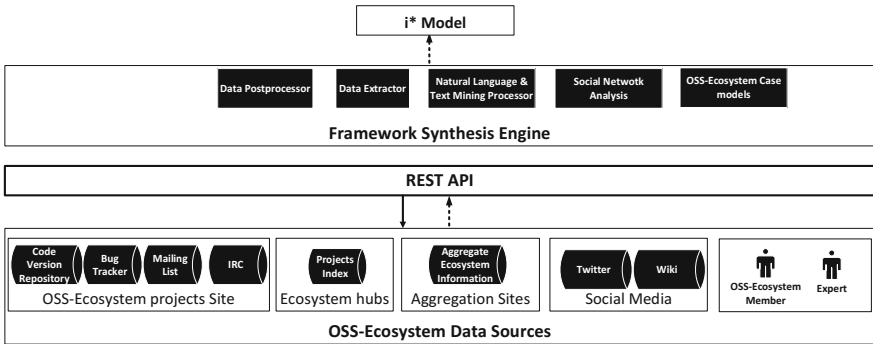 i* Model
Data Postprocessor
Data Extractor
Natural Language &
Text Mining Processor
Social Netwotk
Analysis
OSS-Ecosystem Case
models
Framework Synthesis Engine
REST API
Code
Version
Repository
Bug
Tracker
Mailing
List
IRC
OSS-Ecosystem projects Site
Projects
Index
Ecosystem hubs
Aggregate
Ecosystem
Information
Aggregation Sites
Twitter
Wiki
Social Media
OSS-Ecosystem
Member
Expert
OSS-Ecosystem Data Sources